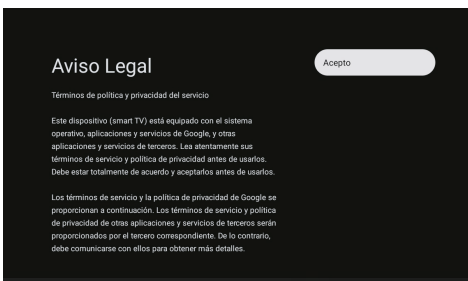 Aviso Legal
Acepto
Términos de política y privacidad del servicio
Este dispositivo (smart TV) está equipado con el sistema
operativo, aplicaciones y servicios de Google, y otras
aplicaciones y servicios de terceros. Lea atentamente sus
términos de servicio y política de privacidad antes de usarlos.
Debe estar totalmente de acuerdo y aceptarlos antes de usarlos.
Los términos de servicio y la política de privacidad de Google se
proporcionan a continuación. Los términos de servicio y política
de privacidad de otras aplicaciones y servicios de terceros serán
proporcionados por el tercero correspondiente. De lo contrario,
debe comunicarse con ellos para obtener más detalles.